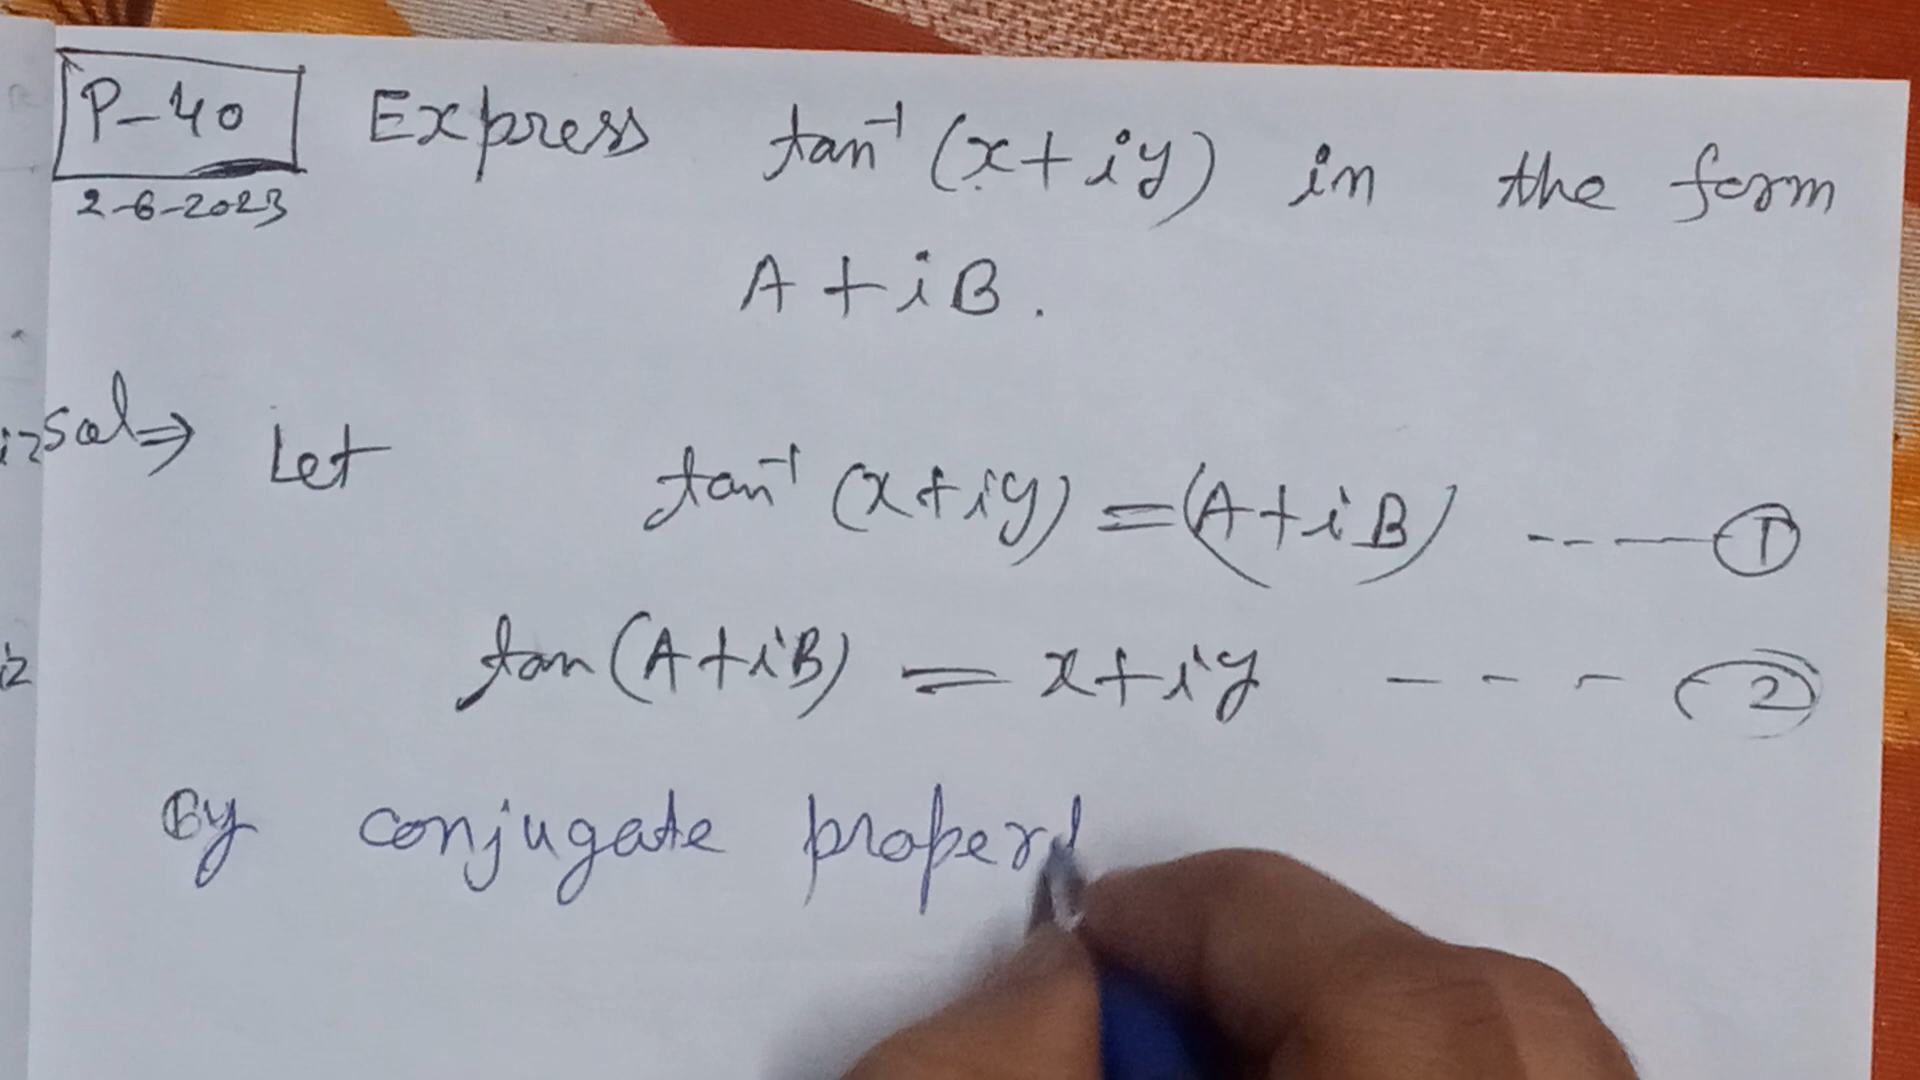 P-40 Express tan⁻¹ (x+iy) in the form
2-6-2023
A+iB.
sol⇒ Let tan⁻¹ (x+iy) = (A+iB) ----①
tan(A+iB) = x+iy ---- ②
By conjugate propert